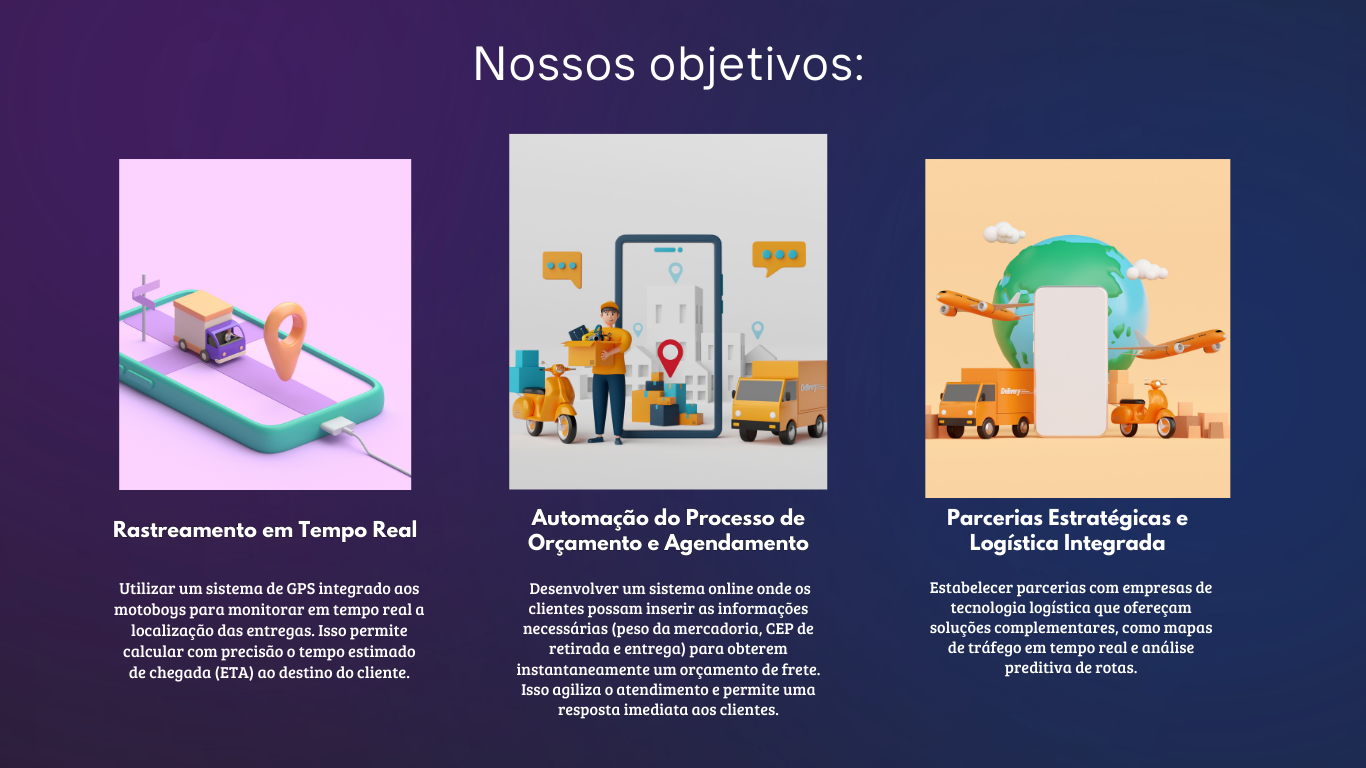 Nossos objetivos:
Rastreamento em Tempo Real
Utilizar um sistema de GPS integrado aos
motoboys para monitorar em tempo real a
localização das entregas. Isso permite
calcular com precisão o tempo estimado
de chegada (ETA) ao destino do cliente.
Automação do Processo de
Orçamento e Agendamento
Desenvolver um sistema online onde os
clientes possam inserir as informações
necessárias (peso da mercadoria, CEP de
retirada e entrega) para obterem
instantaneamente um orçamento de frete.
Isso agiliza o atendimento e permite uma
resposta imediata aos clientes.
Delivery
Parcerias Estratégicas e
Logística Integrada
Estabelecer parcerias com empresas de
tecnologia logística que ofereçam
soluções complementares, como mapas
de tráfego em tempo real e análise
preditiva de rotas.